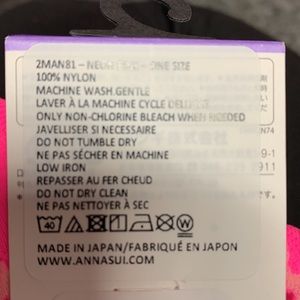 2MAN81 – ONE SIZE
100% NYLON
MACHINE WASH GENTLE
LAVER À LA MACHINE CYCLE
ONLY NON-CHLORINE BLEACH WHEN NEEDED
JAVELLISER SI NECESSAIRE
DO NOT TUMBLE DRY
NE PAS SÉCHER EN MACHINE
LOW IRON
REPASSER AU FER CHEUD
DO NOT DRY CLEAN
NE PAS NETTOYER À SEC
40
W
MADE IN JAPAN/FABRIQUÉ EN JAPON
WWW.ANNASUI.COM